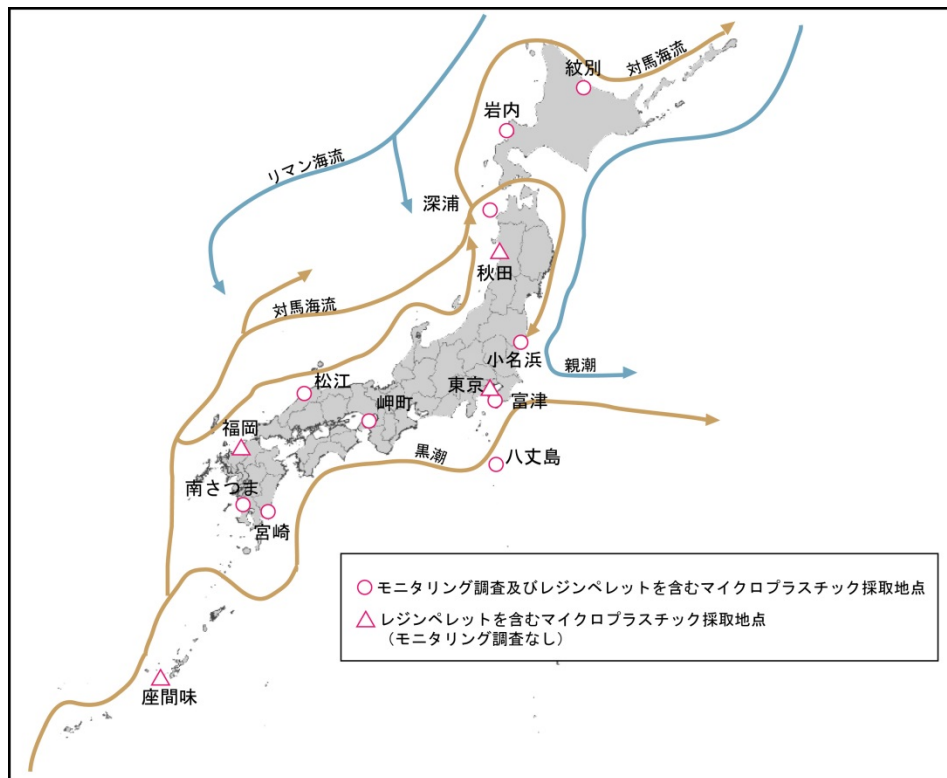 紋別
対馬海流
岩内
リマン海流
深浦
秋田
対馬海流
小名浜
親潮
東京
富津
松江
岬町
福岡
黒潮
八丈島
南さつま
宮崎
モニタリング調査及びレジンペレットを含むマイクロプラスチック採取地点
レジンペレットを含むマイクロプラスチック採取地点
（モニタリング調査なし）
座間味